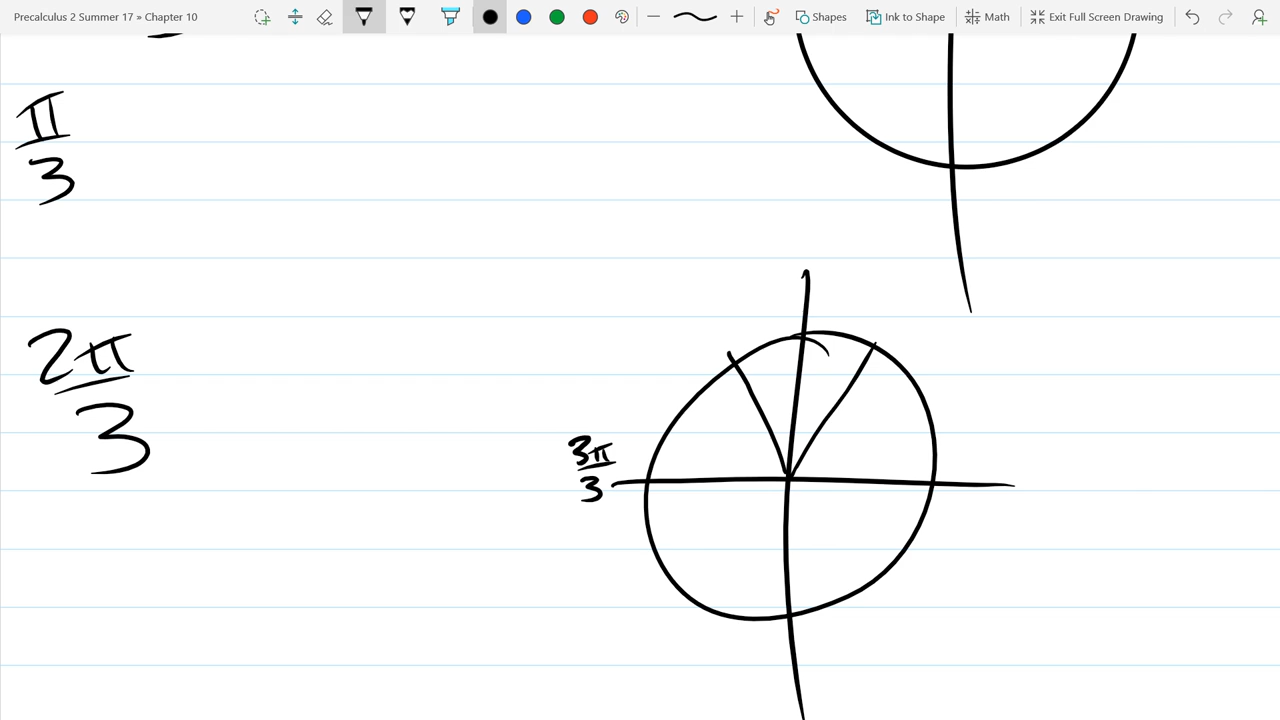 Precalculus 2 Summer 17 » Chapter 10
Shapes
Ink to Shape
Math
Exit Full Screen Drawing
π
3
2π
3
3π
3